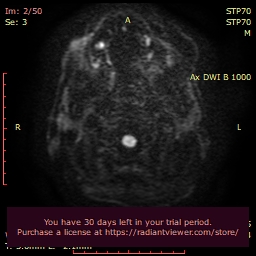 Im: 2/50
Se: 3
STP70
STP70
M
A
Ax DWI B 1000
R
L
You have 30 days left in your trial period.
Purchase a license at https://radiantviewer.com/store/